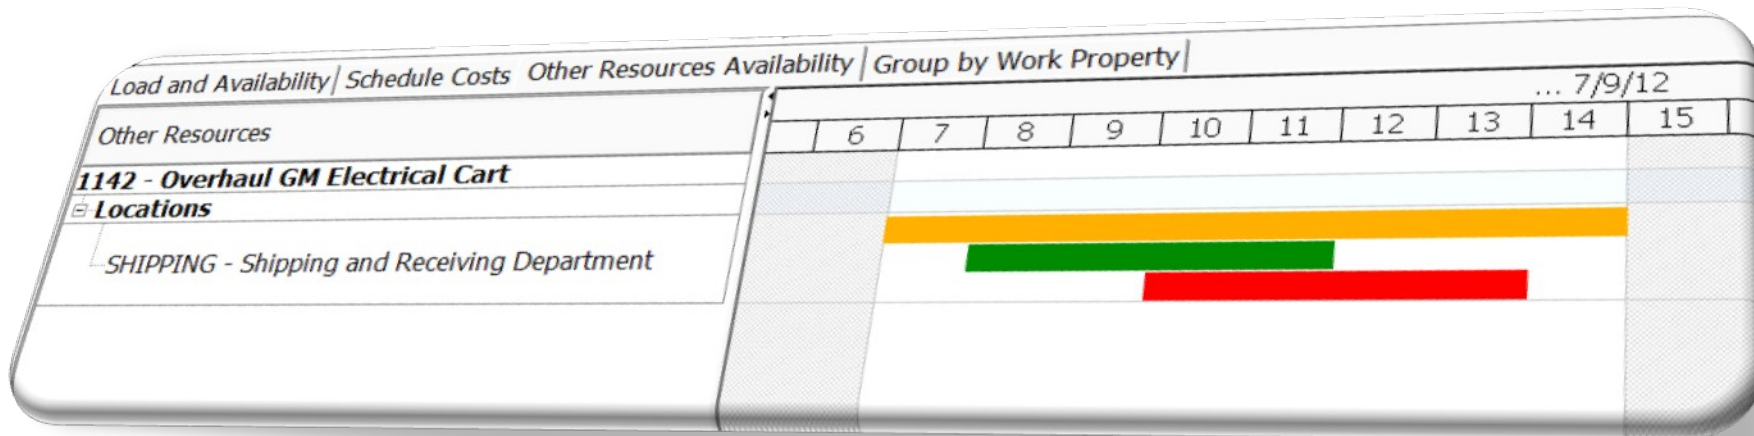 Load and Availability Schedule Costs Other Resources Availability Group by Work Property
... 7/9/12
Other Resources
6 7 8 9 10 11 12 13 14 15
1142 - Overhaul GM Electrical Cart
Locations
SHIPPING - Shipping and Receiving Department